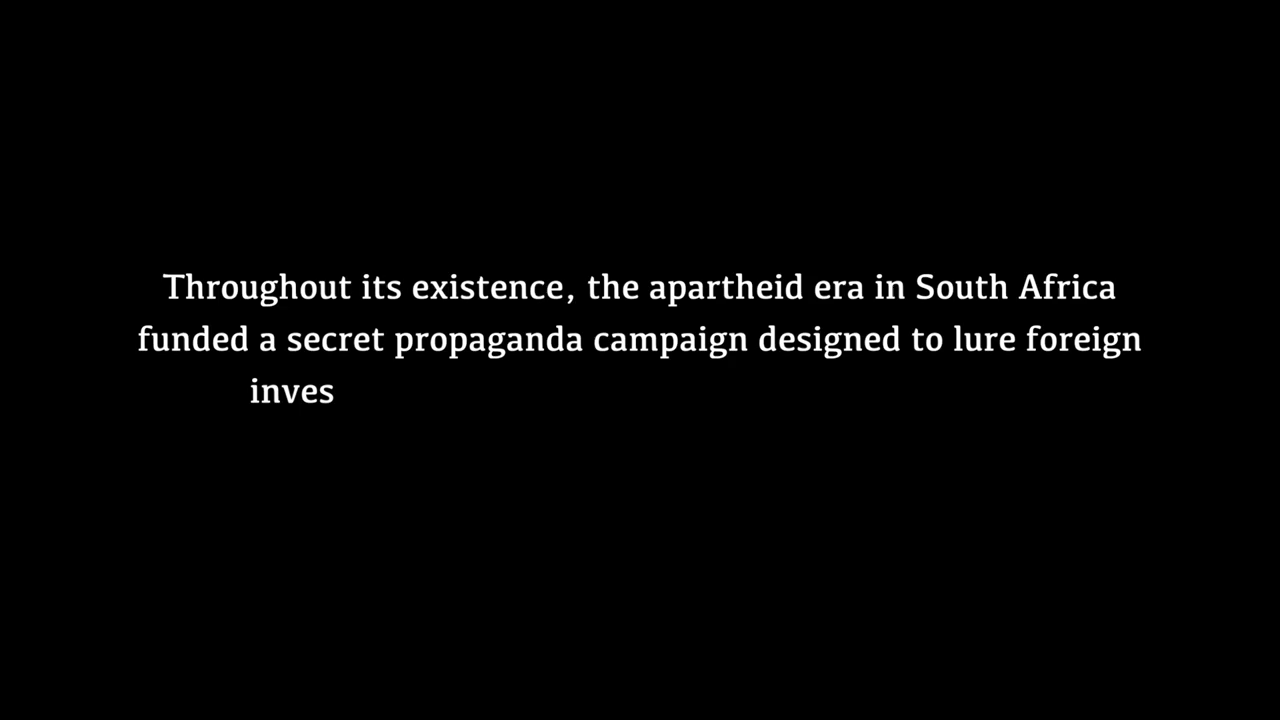 Throughout its existence, the apartheid era in South Africa
funded a secret propaganda campaign designed to lure foreign
inves